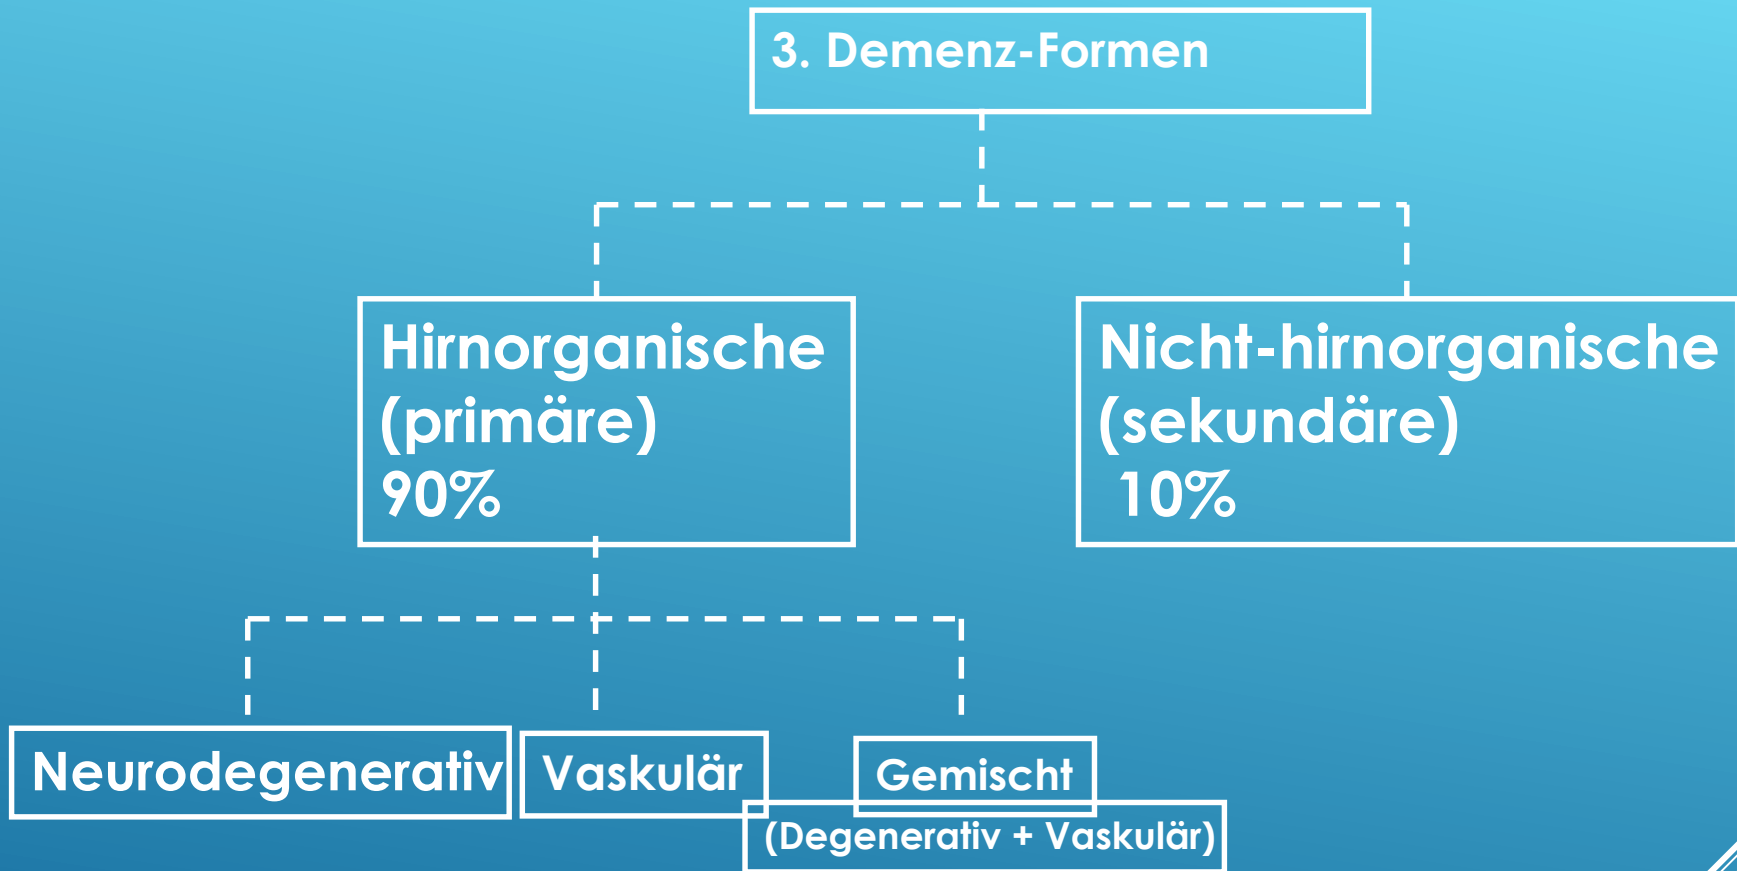 3. Demenz-Formen
Hirnorganische
(primäre)
90%
Nicht-hirnorganische
(sekundäre)
10%
Neurodegenerativ
Vaskulär
Gemischt
(Degenerativ + Vaskulär)